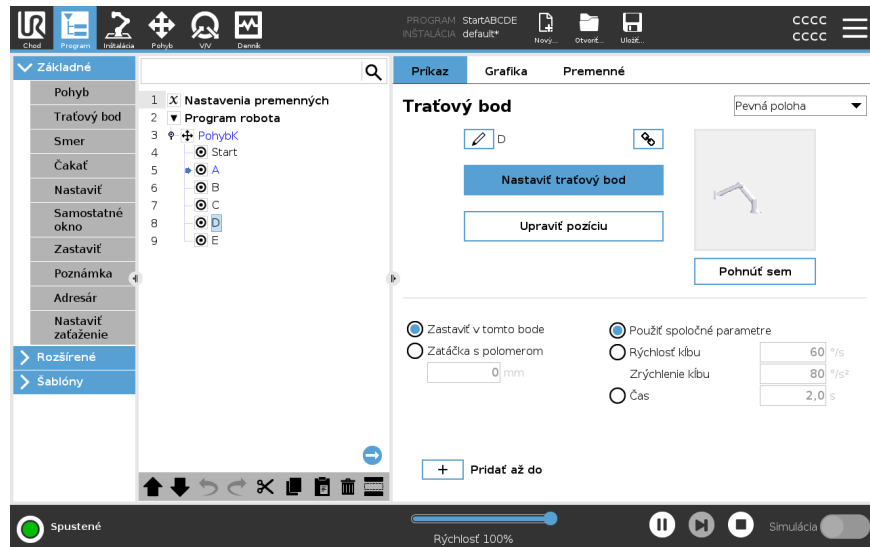 PROGRAM StartABCDE
INŠTALÁCIA default*
Nový...
Otvoriť...
Uložiť...
CCCC
CCCC
UR
Chod
Program
Inštalácia
Pohyb
V/V
Denník
Základné
Pohyb
Traťový bod
Smer
Čakať
Nastaviť
Samostatné
okno
Zastaviť
Poznámka
Adresár
Nastaviť
zaťaženie
Rozšírené
Šablóny
1 X Nastavenia premenných
2 Program robota
3 PohybK
4 Start
5 A
6 B
7 C
8 D
9 E
Príkaz
Grafika
Premenné
Traťový bod
Pevná poloha
D
Nastaviť traťový bod
Upraviť pozíciu
Pohnúť sem
Zastaviť v tomto bode
Zatáčka s polomerom
0 mm
Použiť spoločné parametre
Rýchlosť kĺbu 60 °/s
Zrýchlenie kĺbu 80 °/s²
Čas 2,0 s
+ Pridať až do
Spustené
Rýchlosť 100%
Simulácia